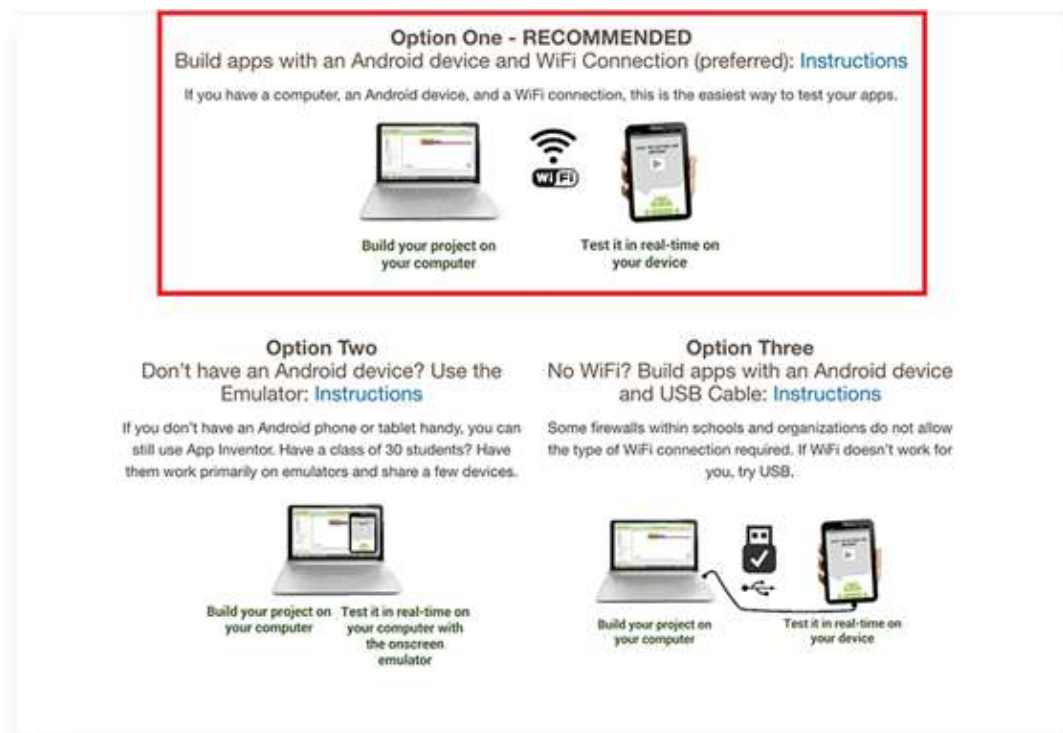 Option One - RECOMMENDED
Build apps with an Android device and WiFi Connection (preferred): Instructions
If you have a computer, an Android device, and a WiFi connection, this is the easiest way to test your apps.
WiFi
Build your project on
your computer
Test it in real-time on
your device
Option Two
Don't have an Android device? Use the
Emulator: Instructions
If you don't have an Android phone or tablet handy, you can
still use App Inventor. Have a class of 30 students? Have
them work primarily on emulators and share a few devices.
Build your project on
your computer
Test it in real-time on
your computer with
the onscreen
emulator
Option Three
No WiFi? Build apps with an Android device
and USB Cable: Instructions
Some firewalls within schools and organizations do not allow
the type of WiFi connection required. If WiFi doesn't work for
you, try USB.
Build your project on
your computer
Test it in real-time on
your device